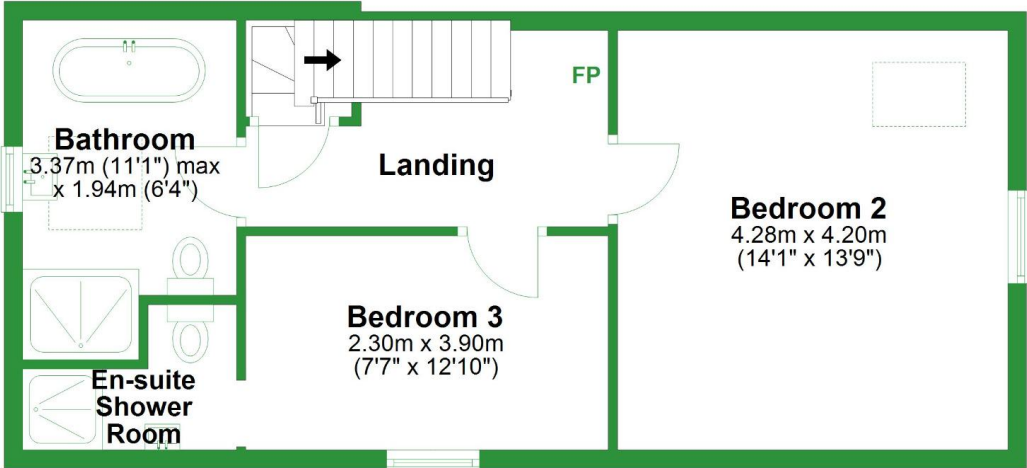 FP
Bathroom
3.37m (11'1") max
x 1.94m (6'4")
Landing
Bedroom 2
4.28m x 4.20m
(14'1" x 13'9")
Bedroom 3
2.30m x 3.90m
(7'7" x 12'10")
En-suite
Shower
Room